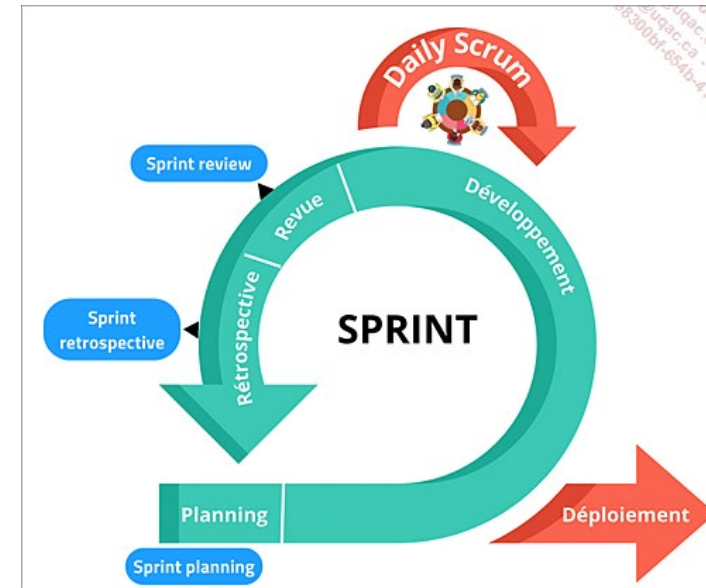 Daily Scrum
Sprint review
Revue
Développement
Sprint
retrospective
Rétrospective
SPRINT
Planning
Déploiement
Sprint planning